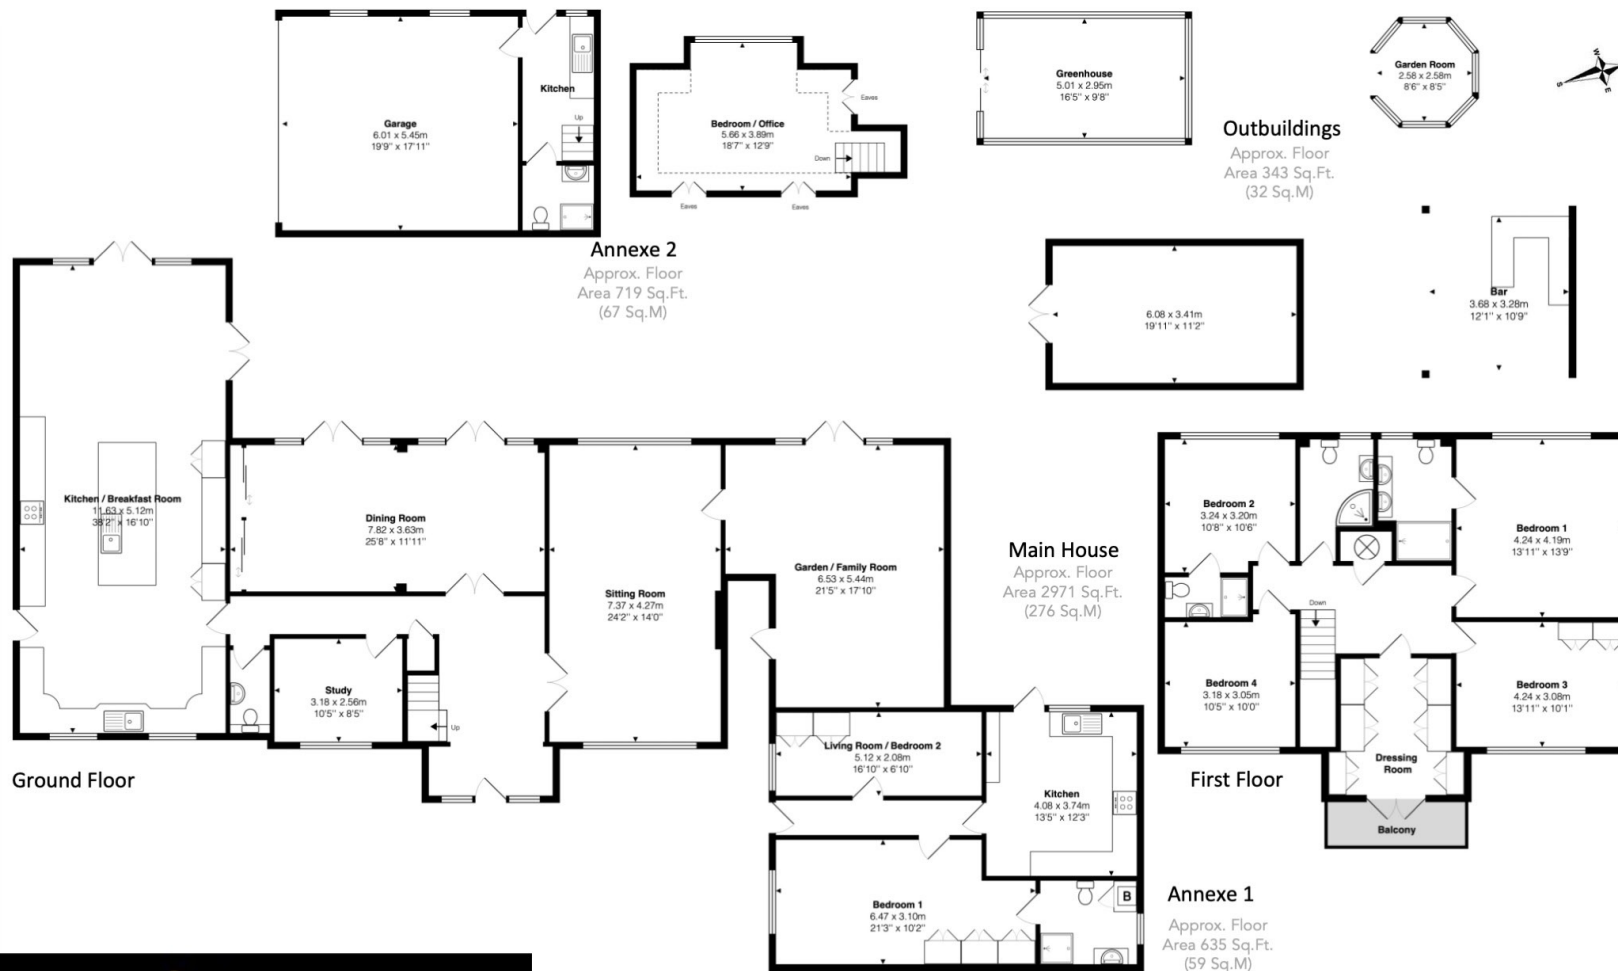 Garage
6.01 x 5.45m
19'9" x 17'11"
Kitchen
Up
Annexe 2
Approx. Floor
Area 719 Sq.Ft.
(67 Sq.M)
Bedroom / Office
5.66 x 3.89m
18'7" x 12'9"
Eaves
Down
Eaves
Eaves
Greenhouse
5.01 x 2.95m
16'5" x 9'8"
Outbuildings
Approx. Floor
Area 343 Sq.Ft.
(32 Sq.M)
Garden Room
2.58 x 2.58m
8'6" x 8'5"
W
S
E
6.08 x 3.41m
19'11" x 11'2"
Bar
3.68 x 3.28m
12'1" x 10'9"
Kitchen / Breakfast Room
11.63 x 5.12m
38'2" x 16'10"
Dining Room
7.82 x 3.63m
25'8" x 11'11"
Sitting Room
7.37 x 4.27m
24'2" x 14'0"
Garden / Family Room
6.53 x 5.44m
21'5" x 17'10"
Study
3.18 x 2.56m
10'5" x 8'5"
Up
Ground Floor
Main House
Approx. Floor
Area 2971 Sq.Ft.
(276 Sq.M)
Living Room / Bedroom 2
5.12 x 2.08m
16'10" x 6'10"
Kitchen
4.08 x 3.74m
13'5" x 12'3"
Bedroom 1
6.47 x 3.10m
21'3" x 10'2"
B
Annexe 1
Approx. Floor
Area 635 Sq.Ft.
(59 Sq.M)
Bedroom 2
3.24 x 3.20m
10'8" x 10'6"
Bedroom 1
4.24 x 4.19m
13'11" x 13'9"
Down
Bedroom 4
3.18 x 3.05m
10'5" x 10'0"
Bedroom 3
4.24 x 3.08m
13'11" x 10'1"
Dressing
Room
Balcony
First Floor